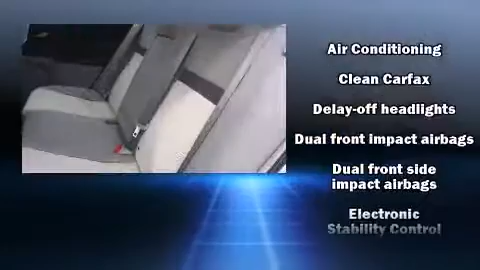 Air Conditioning
Clean Carfax
Delay-off headlights
Dual front impact airbags
Dual front side
impact airbags
Electronic
Stability Control